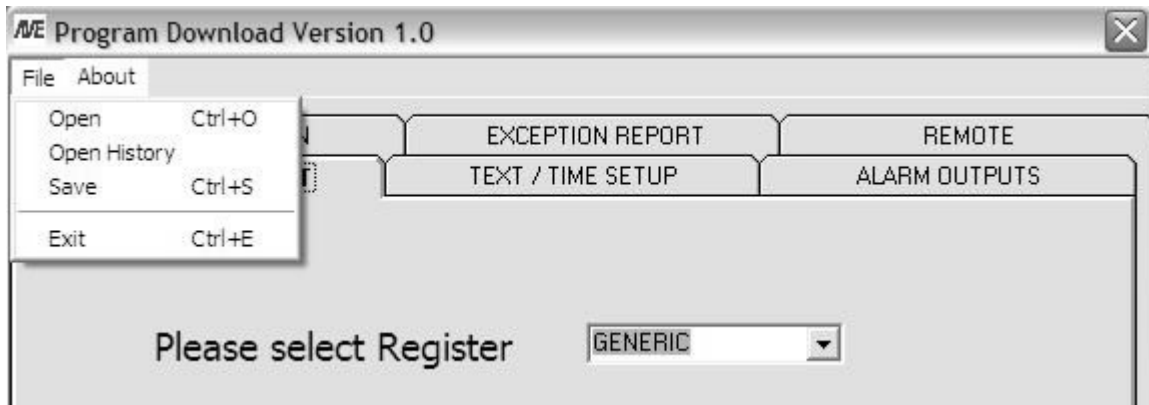 AVE Program Download Version 1.0
File About
Open Ctrl+O
Open History
Save Ctrl+S
Exit Ctrl+E
EXCEPTION REPORT REMOTE
TEXT / TIME SETUP ALARM OUTPUTS
Please select Register GENERIC